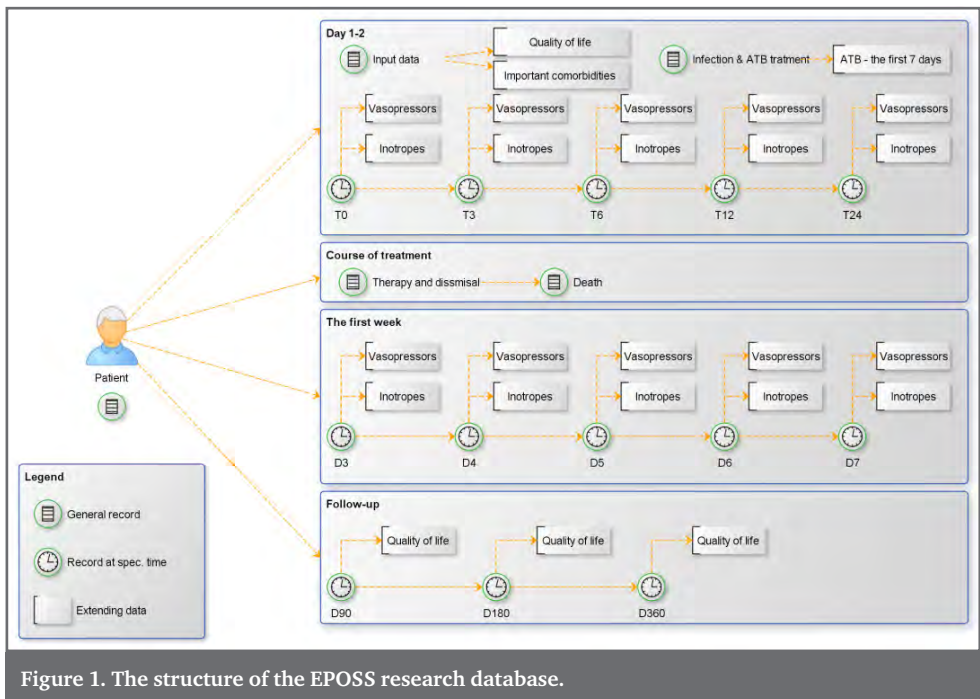 Day 1-2
Input data
Quality of life
Important comorbidities
Infection & ATB tratment
ATB - the first 7 days
Vasopressors Vasopressors Vasopressors Vasopressors Vasopressors
Inotropes Inotropes Inotropes Inotropes Inotropes
T0 T3 T6 T12 T24
Course of treatment
Therapy and dissmisal Death
The first week
Vasopressors Vasopressors Vasopressors Vasopressors Vasopressors
Inotropes Inotropes Inotropes Inotropes Inotropes
D3 D4 D5 D6 D7
Follow-up
Quality of life Quality of life Quality of life
D90 D180 D360
Patient
Legend
General record
Record at spec. time
Extending data
Figure 1. The structure of the EPOSS research database.